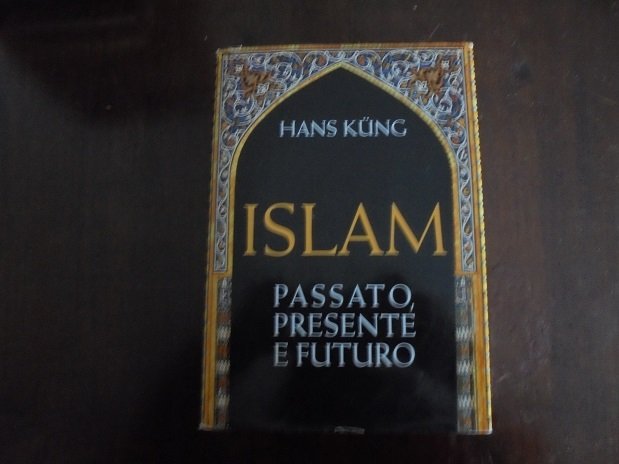 HANS KÜNG
ISLAM
PASSATO,
PRESENTE
E FUTURO